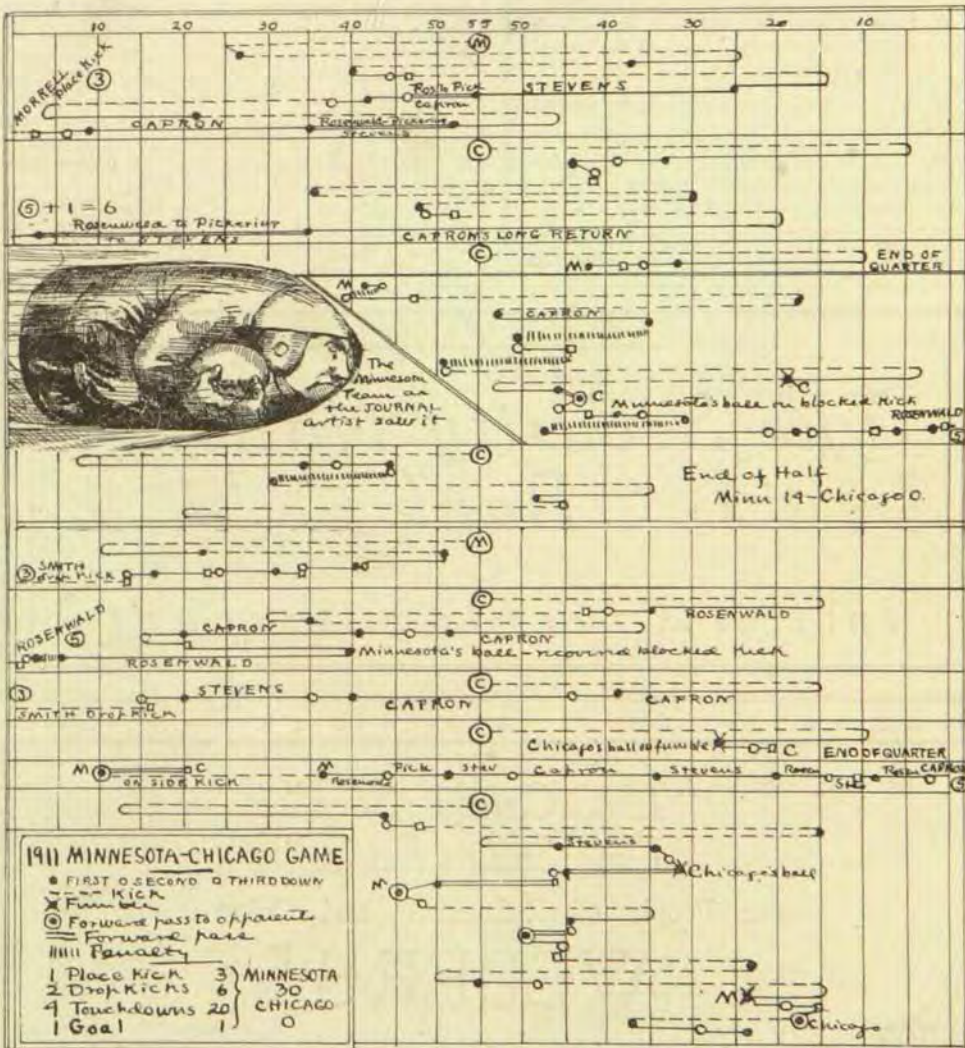 10 20 30 40 50 55 50 40 30 20 10
M
MORRELL
place Kick
3
Ros to Pick
Capron
STEVENS
CAPRON
Rosenwald-Pickering
STEVENS
C
5 + 1 = 6
Rosenwald to Pickering
to STEVENS
CAPRON'S LONG RETURN
C
M
END OF
QUARTER
M
CAPRON
The
Minnesota
Team as
the JOURNAL
artist saw it
C
C
Minnesota's ball on blocked kick
ROSENWALD
5
C
End of Half
Minn 14-Chicago 0.
M
3 SMITH
drop Kick
C
ROSENWALD
ROSENWALD
5
CAPRON
CAPRON
Minnesota's ball - recovered blocked kick
ROSENWALD
C
3
STEVENS
CAPRON
CAPRON
SMITH Drop Kick
C
Chicago's ball on fumble
C
END OF QUARTER
M
C
ON SIDE KICK
M
Pick
Stev
Capron
Stevens
Rosen
CAPRON
5
C
STEVENS
Chicago's ball
M
M
Chicago
1911 MINNESOTA-CHICAGO GAME
FIRST SECOND THIRD DOWN
Kick
Fumble
Forward pass to opponents
Forward pass
Penalty
1 Place Kick 3
2 Drop Kicks 6
4 Touchdowns 20
1 Goal 1
MINNESOTA
30
CHICAGO
0